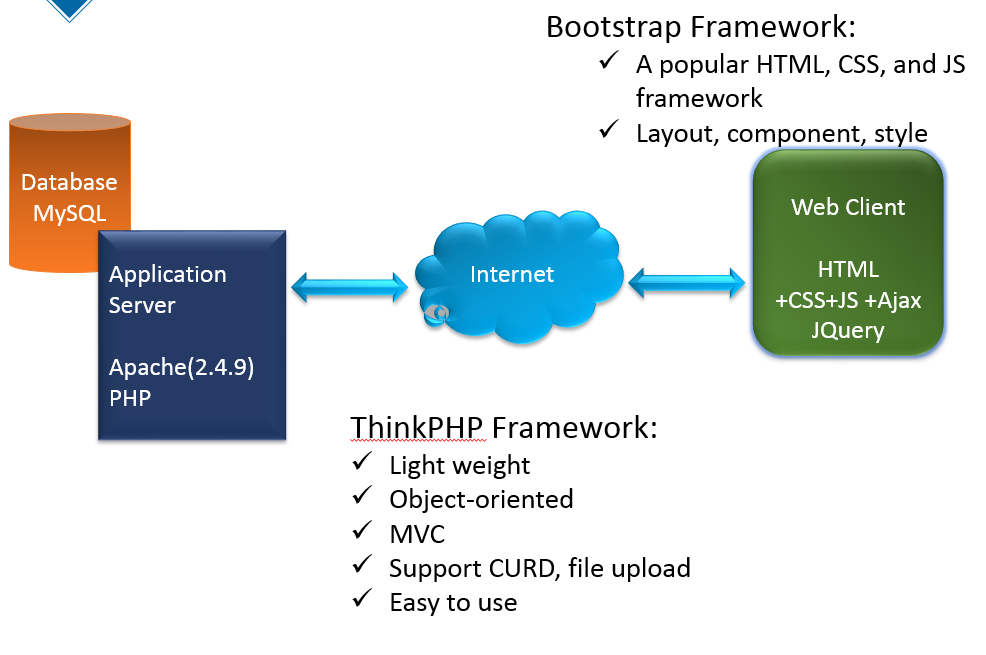 Bootstrap Framework:
✓ A popular HTML, CSS, and JS
framework
✓ Layout, component, style
Database
MySQL
Application
Server
Apache(2.4.9)
PHP
Internet
Web Client
HTML
+CSS+JS +Ajax
JQuery
ThinkPHP Framework:
✓ Light weight
✓ Object-oriented
✓ MVC
✓ Support CURD, file upload
✓ Easy to use